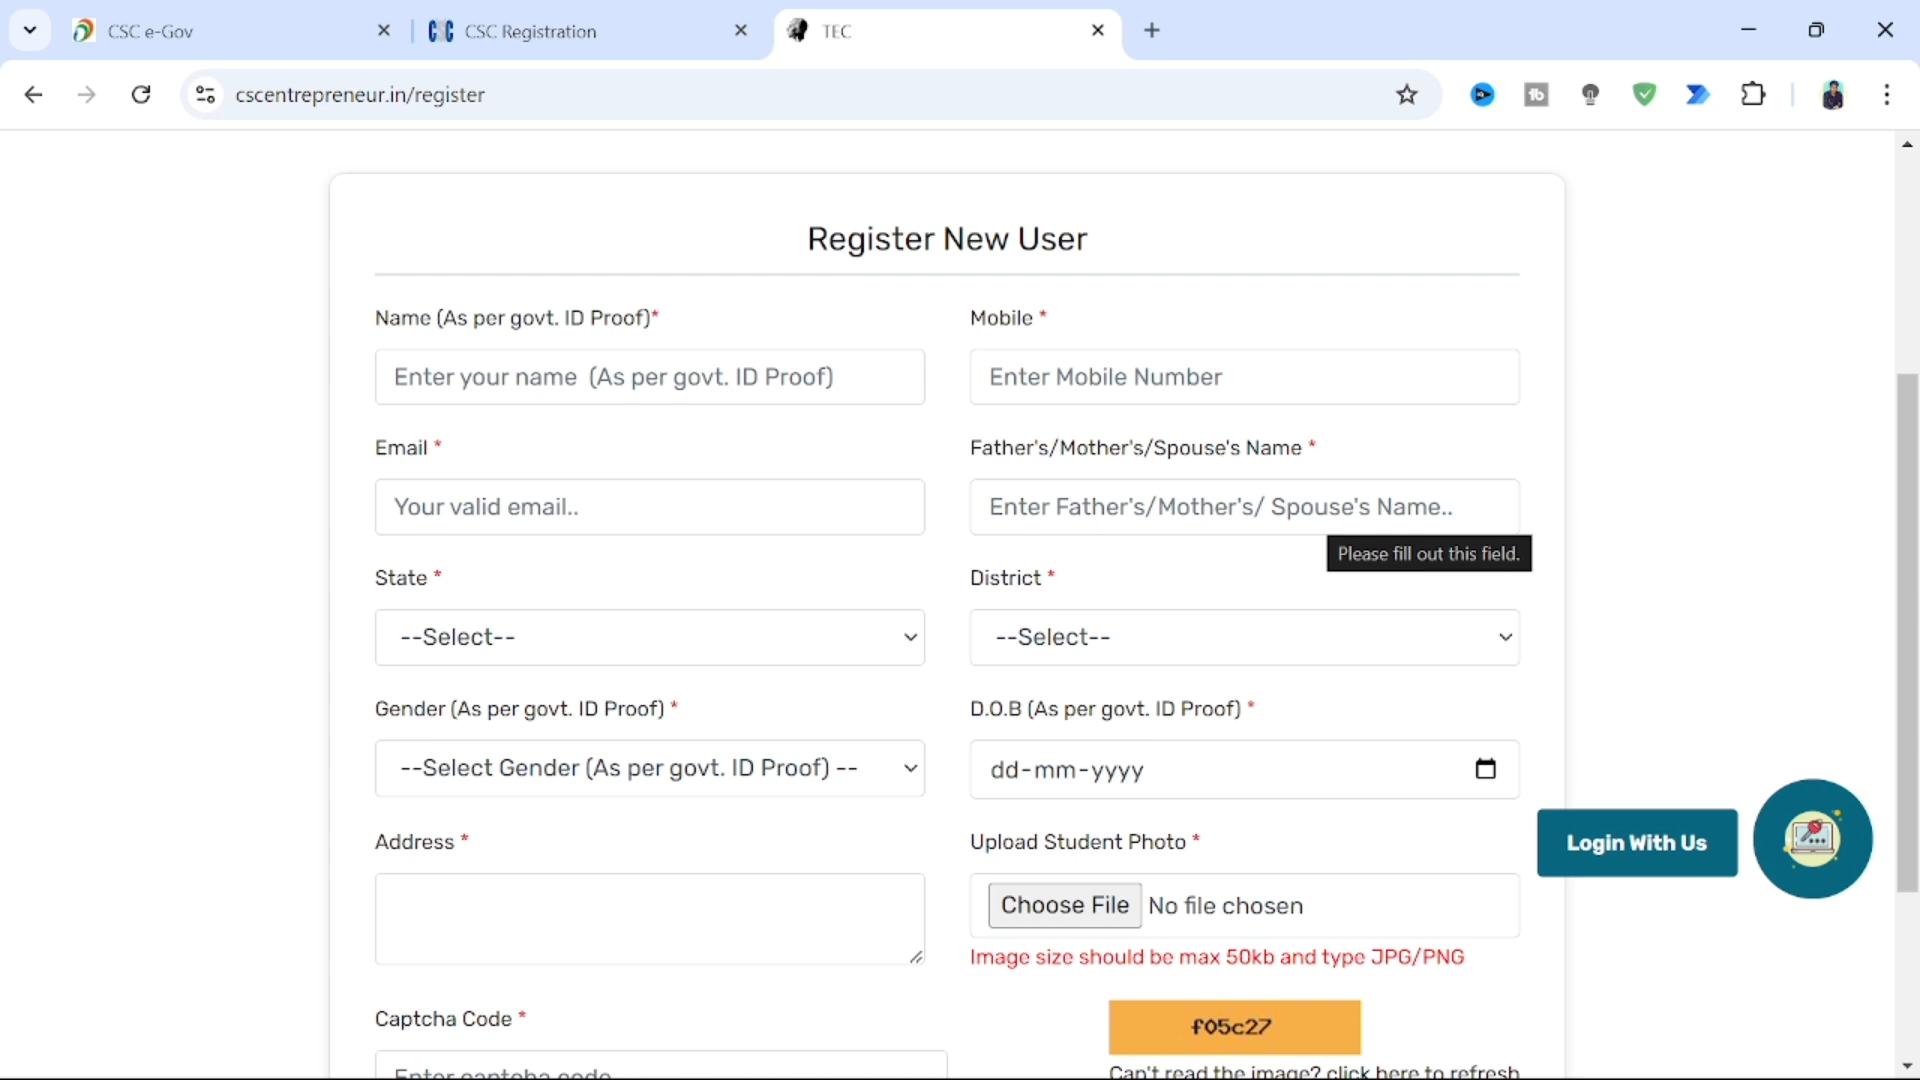 CSC e-Gov
CSC Registration
TEC
cscentrepreneur.in/register
Register New User
Name (As per govt. ID Proof)*
Mobile *
Enter your name (As per govt. ID Proof)
Enter Mobile Number
Email *
Father's/Mother's/Spouse's Name *
Your valid email..
Enter Father's/Mother's/ Spouse's Name..
Please fill out this field.
State *
District *
--Select--
--Select--
Gender (As per govt. ID Proof) *
D.O.B (As per govt. ID Proof) *
--Select Gender (As per govt. ID Proof) --
dd-mm-yyyy
Address *
Upload Student Photo *
Login With Us
Choose File No file chosen
Image size should be max 50kb and type JPG/PNG
Captcha Code *
f05c27
Enter captcha code
Can't read the image? click here to refresh